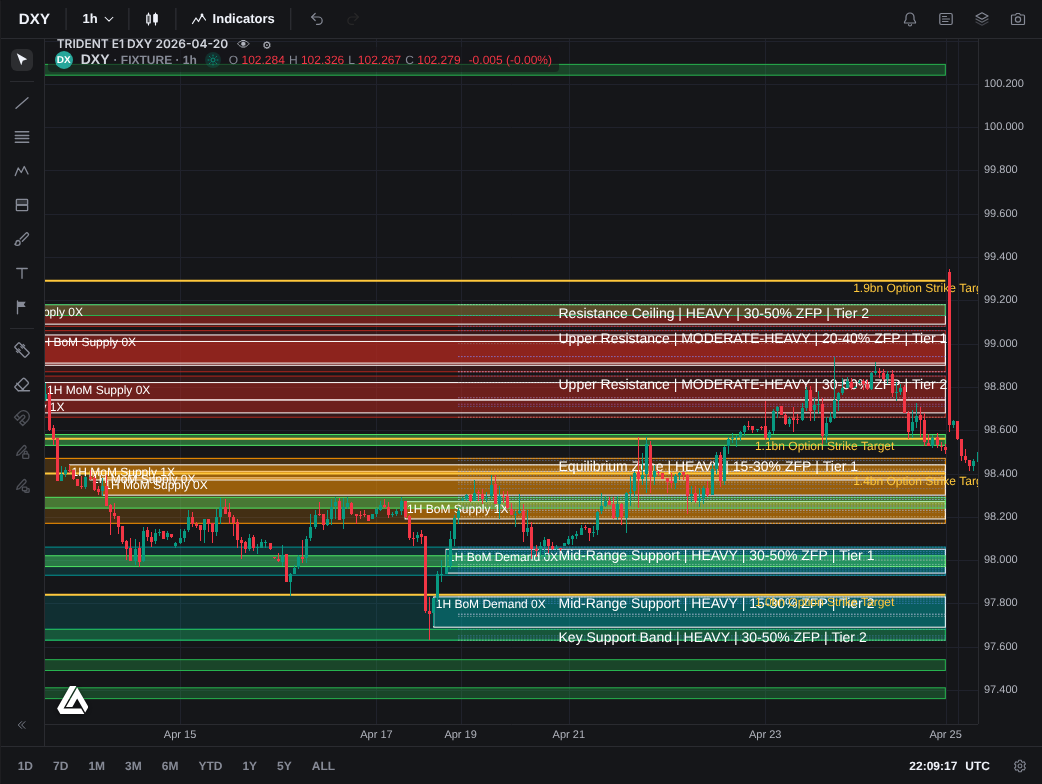 DXY 1h Indicators
TRIDENT E1 DXY 2026-04-20
DX DXY · FIXTURE · 1h O 102.284 H 102.326 L 102.267 C 102.279 -0.005 (-0.00%)
100.200
100.000
99.800
99.600
99.400
1.9bn Option Strike Targ
99.200
pply 0X
Resistance Ceiling | HEAVY | 30-50% ZFP | Tier 2
H BoM Supply 0X
Upper Resistance | MODERATE-HEAVY | 20-40% ZFP | Tier 1
99.000
1H MoM Supply 0X
Upper Resistance | MODERATE-HEAVY | 30-50% ZFP | Tier 2
98.800
1X
98.600
1.1bn Option Strike Target
1H MoM Supply 1X
Equilibrium Zone | HEAVY | 15-30% ZFP | Tier 1
98.400
1H MoM Supply 0X
1.4bn Option Strike Targ
1H BoM Supply 1X
98.200
1H BoM Demand 0X
Mid-Range Support | HEAVY | 30-50% ZFP | Tier 1
98.000
1H BoM Demand 0X
Mid-Range Support | HEAVY | 15-30% ZFP | Tier 2
Option Strike Target
97.800
Key Support Band | HEAVY | 30-50% ZFP | Tier 2
97.600
97.400
Apr 15 Apr 17 Apr 19 Apr 21 Apr 23 Apr 25
1D 7D 1M 3M 6M YTD 1Y 5Y ALL 22:09:17 UTC